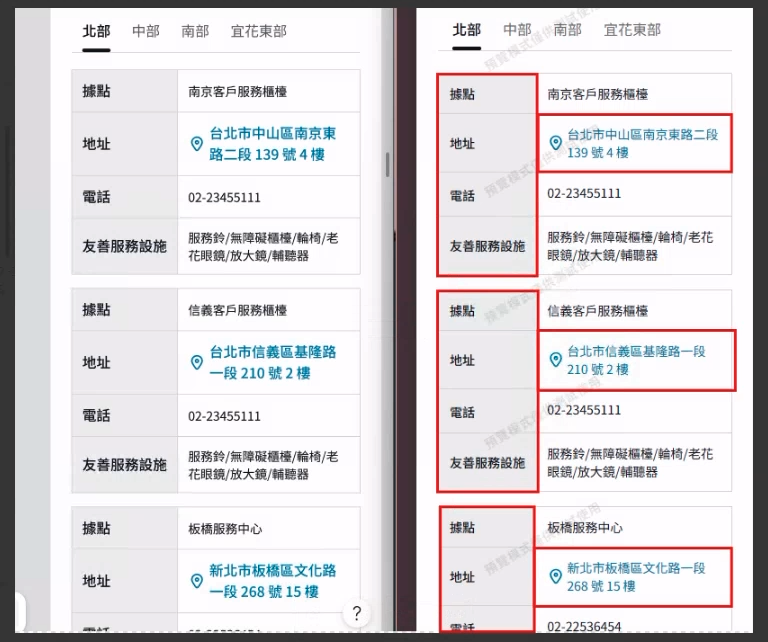 北部 中部 南部 宜花東部
據點 南京客戶服務櫃檯
地址 台北市中山區南京東
路二段 139 號 4 樓
電話 02-23455111
友善服務設施 服務鈴/無障礙櫃檯/輪椅/老
花眼鏡/放大鏡/輔聽器
據點 信義客戶服務櫃檯
地址 台北市信義區基隆路
一段 210 號 2 樓
電話 02-23455111
友善服務設施 服務鈴/無障礙櫃檯/輪椅/老
花眼鏡/放大鏡/輔聽器
據點 板橋服務中心
地址 新北市板橋區文化路
一段 268 號 15 樓
?
北部 中部 南部 宜花東部
據點 南京客戶服務櫃檯
地址 台北市中山區南京東路二段
139 號 4 樓
電話 02-23455111
友善服務設施 服務鈴/無障礙櫃檯/輪椅/老花
眼鏡/放大鏡/輔聽器
據點 信義客戶服務櫃檯
地址 台北市信義區基隆路一段
210 號 2 樓
電話 02-23455111
友善服務設施 服務鈴/無障礙櫃檯/輪椅/老花
眼鏡/放大鏡/輔聽器
據點 板橋服務中心
地址 新北市板橋區文化路一段
268 號 15 樓
電話 02-22536454